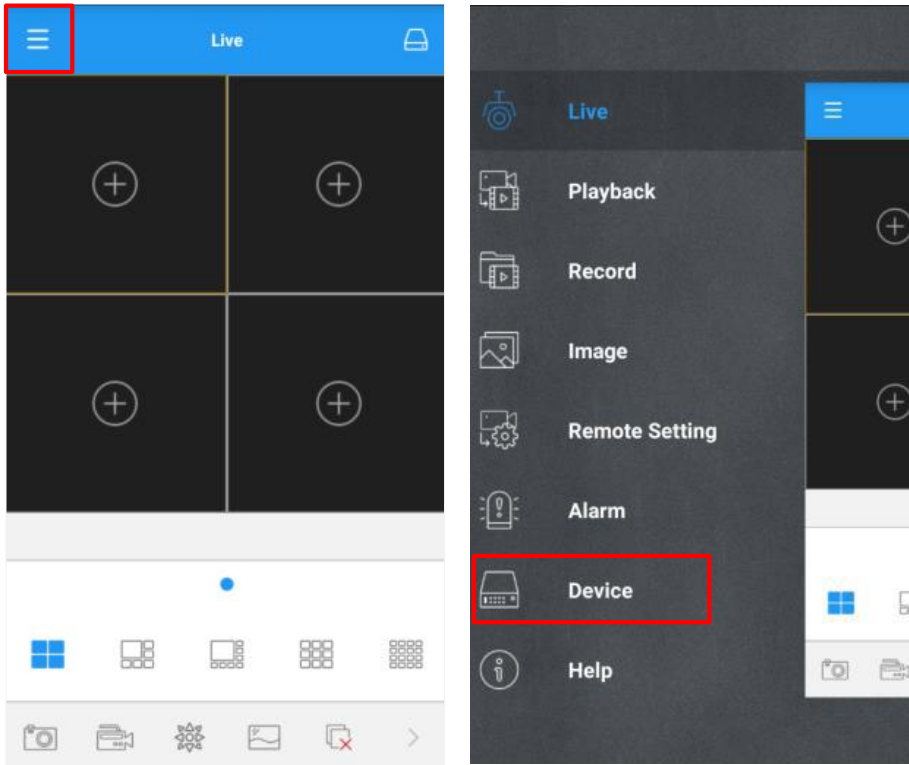 Live
Live
Playback
Record
Image
Remote Setting
Alarm
Device
Help